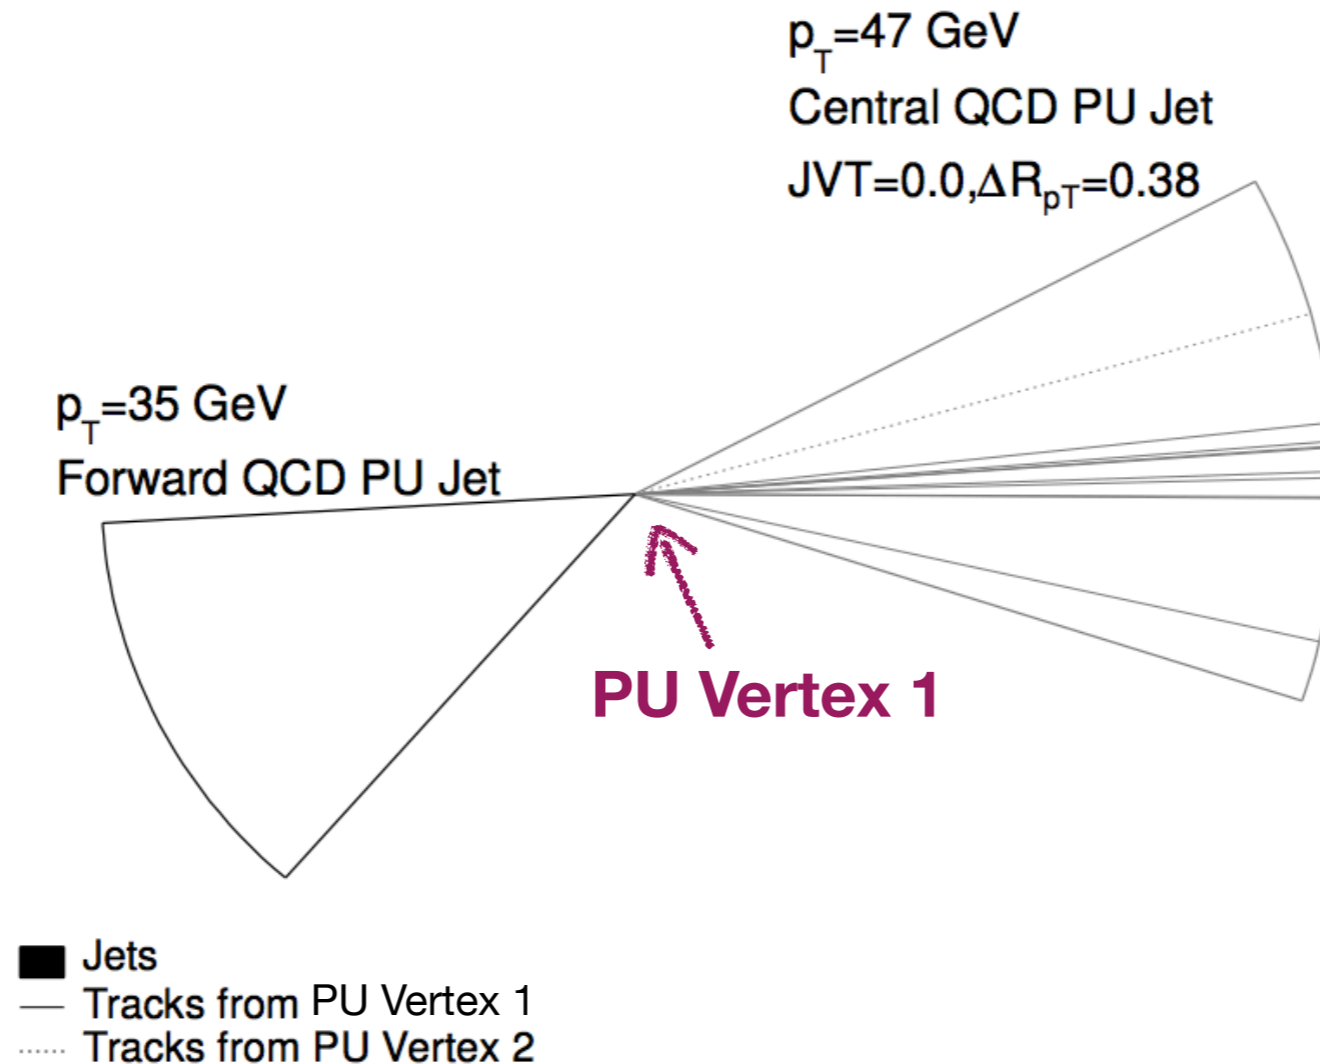 p_T=47 GeV
Central QCD PU Jet
JVT=0.0,ΔR_pT=0.38
p_T=35 GeV
Forward QCD PU Jet
PU Vertex 1
Jets
Tracks from PU Vertex 1
Tracks from PU Vertex 2